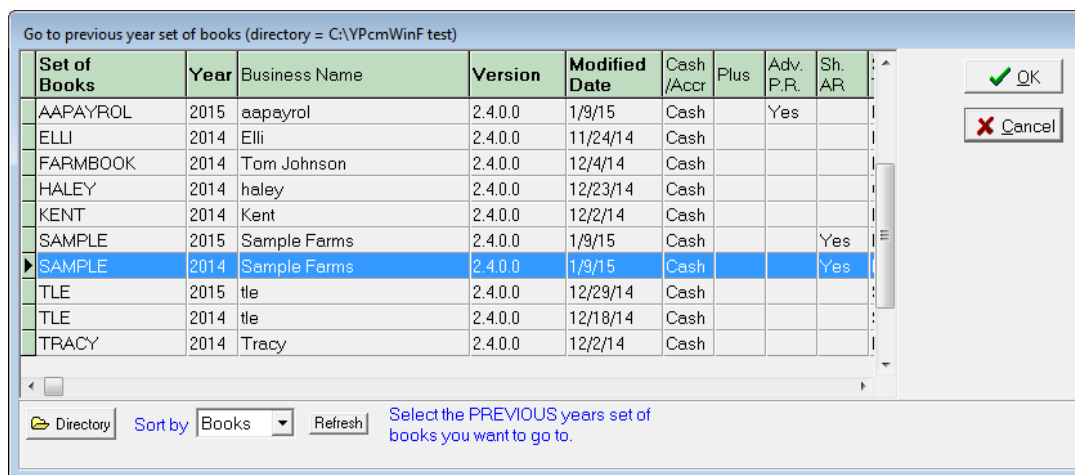 Go to previous year set of books (directory = C:\YPcmWinF test)
Set of Books Year Business Name Version Modified Date Cash /Accr Plus Adv. P.R. Sh. AR
AAPAYROL 2015 aapayrol 2.4.0.0 1/9/15 Cash Yes
ELLI 2014 Elli 2.4.0.0 11/24/14 Cash
FARMBOOK 2014 Tom Johnson 2.4.0.0 12/4/14 Cash
HALEY 2014 haley 2.4.0.0 12/23/14 Cash
KENT 2014 Kent 2.4.0.0 12/2/14 Cash
SAMPLE 2015 Sample Farms 2.4.0.0 1/9/15 Cash Yes
SAMPLE 2014 Sample Farms 2.4.0.0 1/9/15 Cash Yes
TLE 2015 tle 2.4.0.0 12/29/14 Cash
TLE 2014 tle 2.4.0.0 12/18/14 Cash
TRACY 2014 Tracy 2.4.0.0 12/2/14 Cash
OK
Cancel
Directory Sort by Books Refresh
Select the PREVIOUS years set of
books you want to go to.